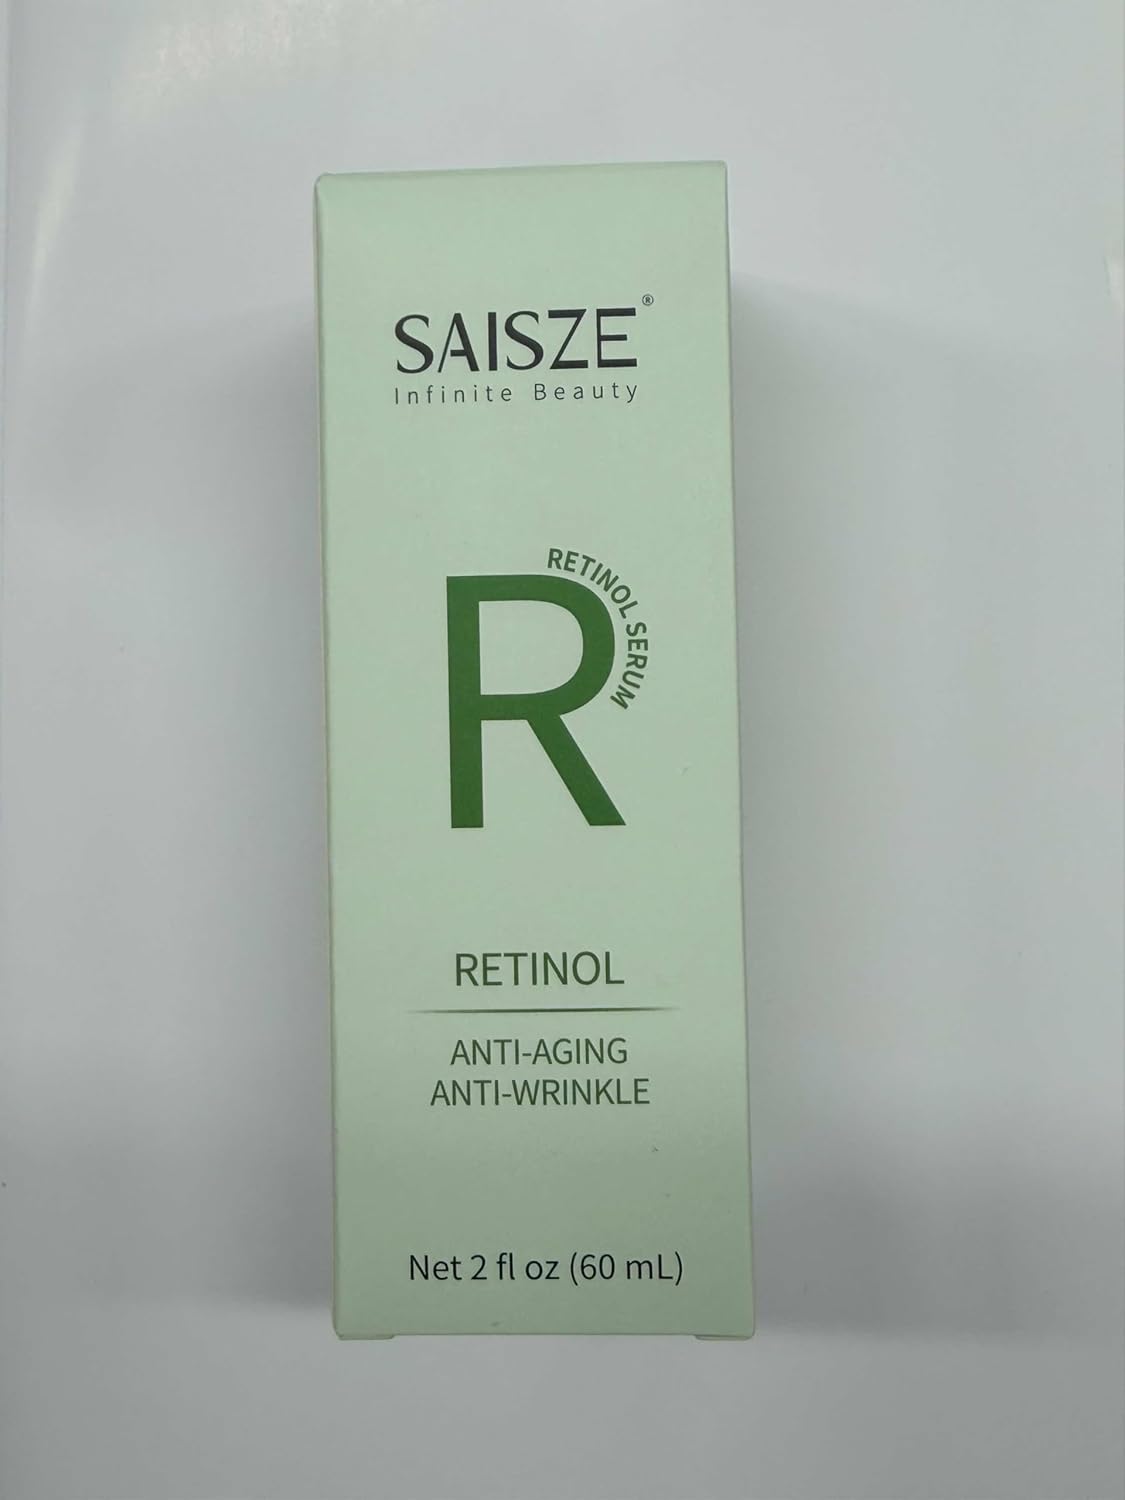 SAISZE®
Infinite Beauty
RETINOL SERUM
R
RETINOL
ANTI-AGING
ANTI-WRINKLE
Net 2 fl oz (60 mL)